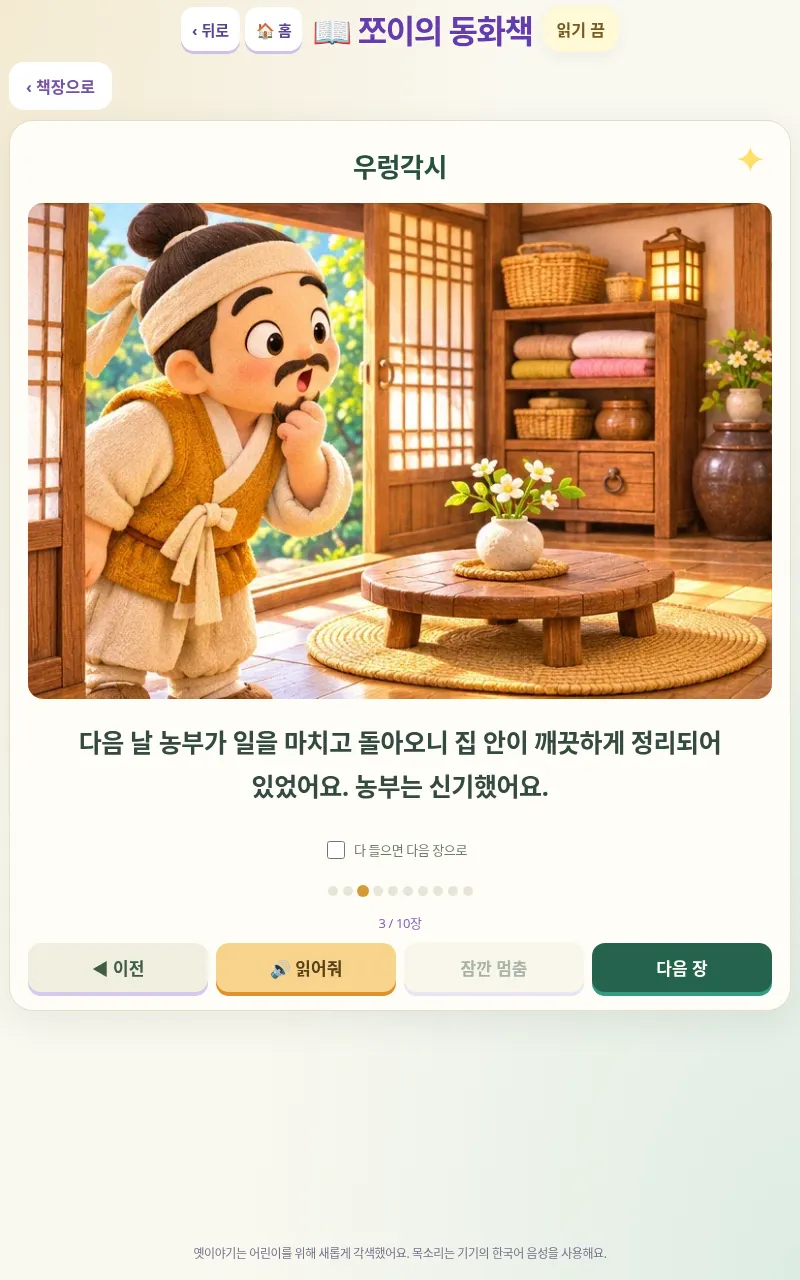 ‹ 뒤로
🏠 홈
📖 쪼이의 동화책
읽기 끔
‹ 책장으로
우렁각시
다음 날 농부가 일을 마치고 돌아오니 집 안이 깨끗하게 정리되어
있었어요. 농부는 신기했어요.
다 들으면 다음 장으로
3 / 10장
◀ 이전
🔊 읽어줘
잠깐 멈춤
다음 장
옛이야기는 어린이를 위해 새롭게 각색했어요. 목소리는 기기의 한국어 음성을 사용해요.